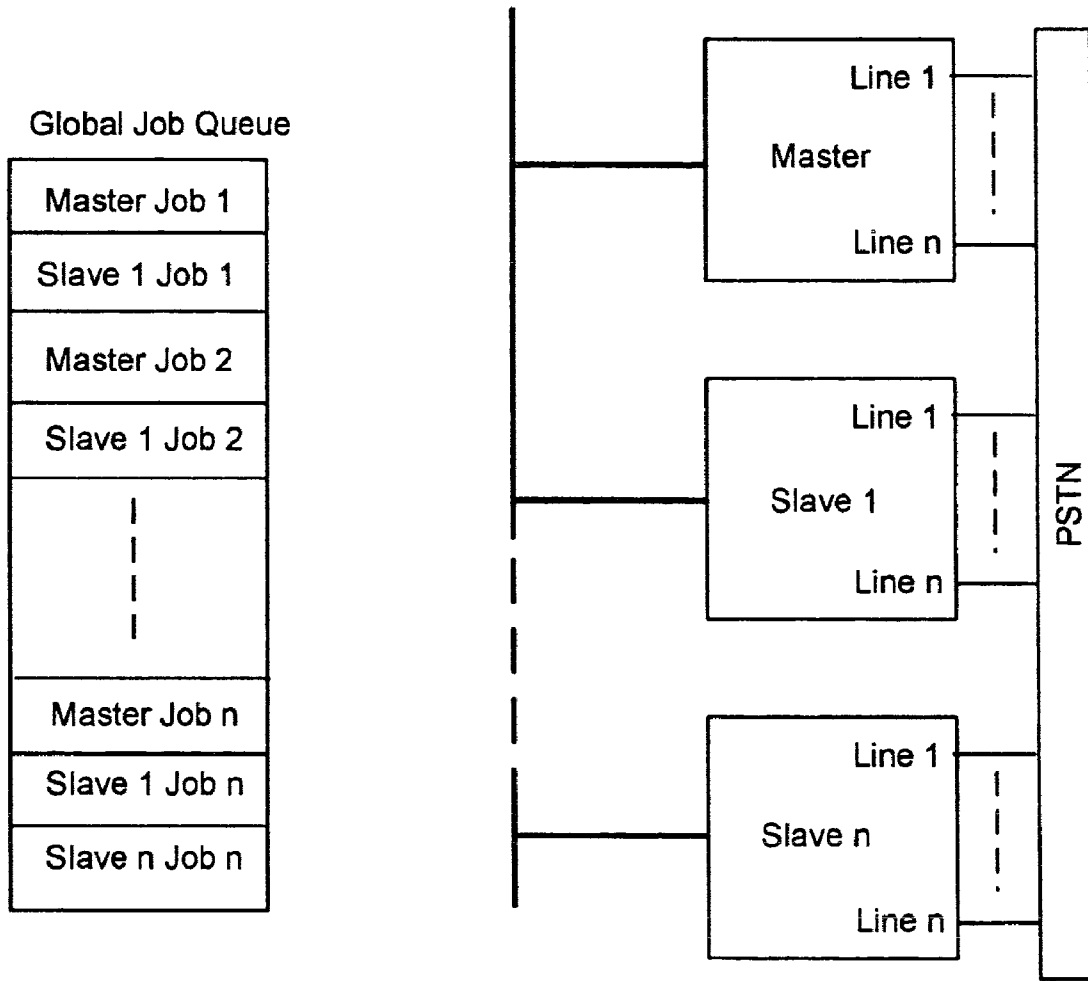 Global Job Queue
Master Job 1
Slave 1 Job 1
Master Job 2
Slave 1 Job 2
Master Job n
Slave 1 Job n
Slave n Job n
Line 1
Master
Line n
Line 1
Slave 1
Line n
Line 1
Slave n
Line n
PSTN